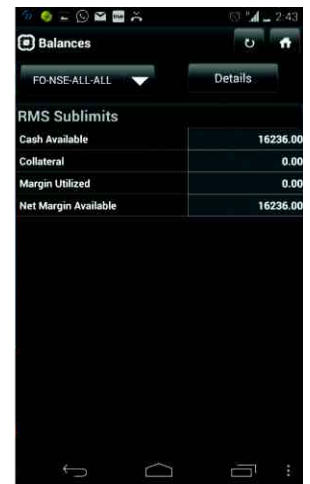 2:43
Balances
FO-NSE-ALL-ALL
Details
RMS Sublimits
Cash Available 16236.00
Collateral 0.00
Margin Utilized 0.00
Net Margin Available 16236.00